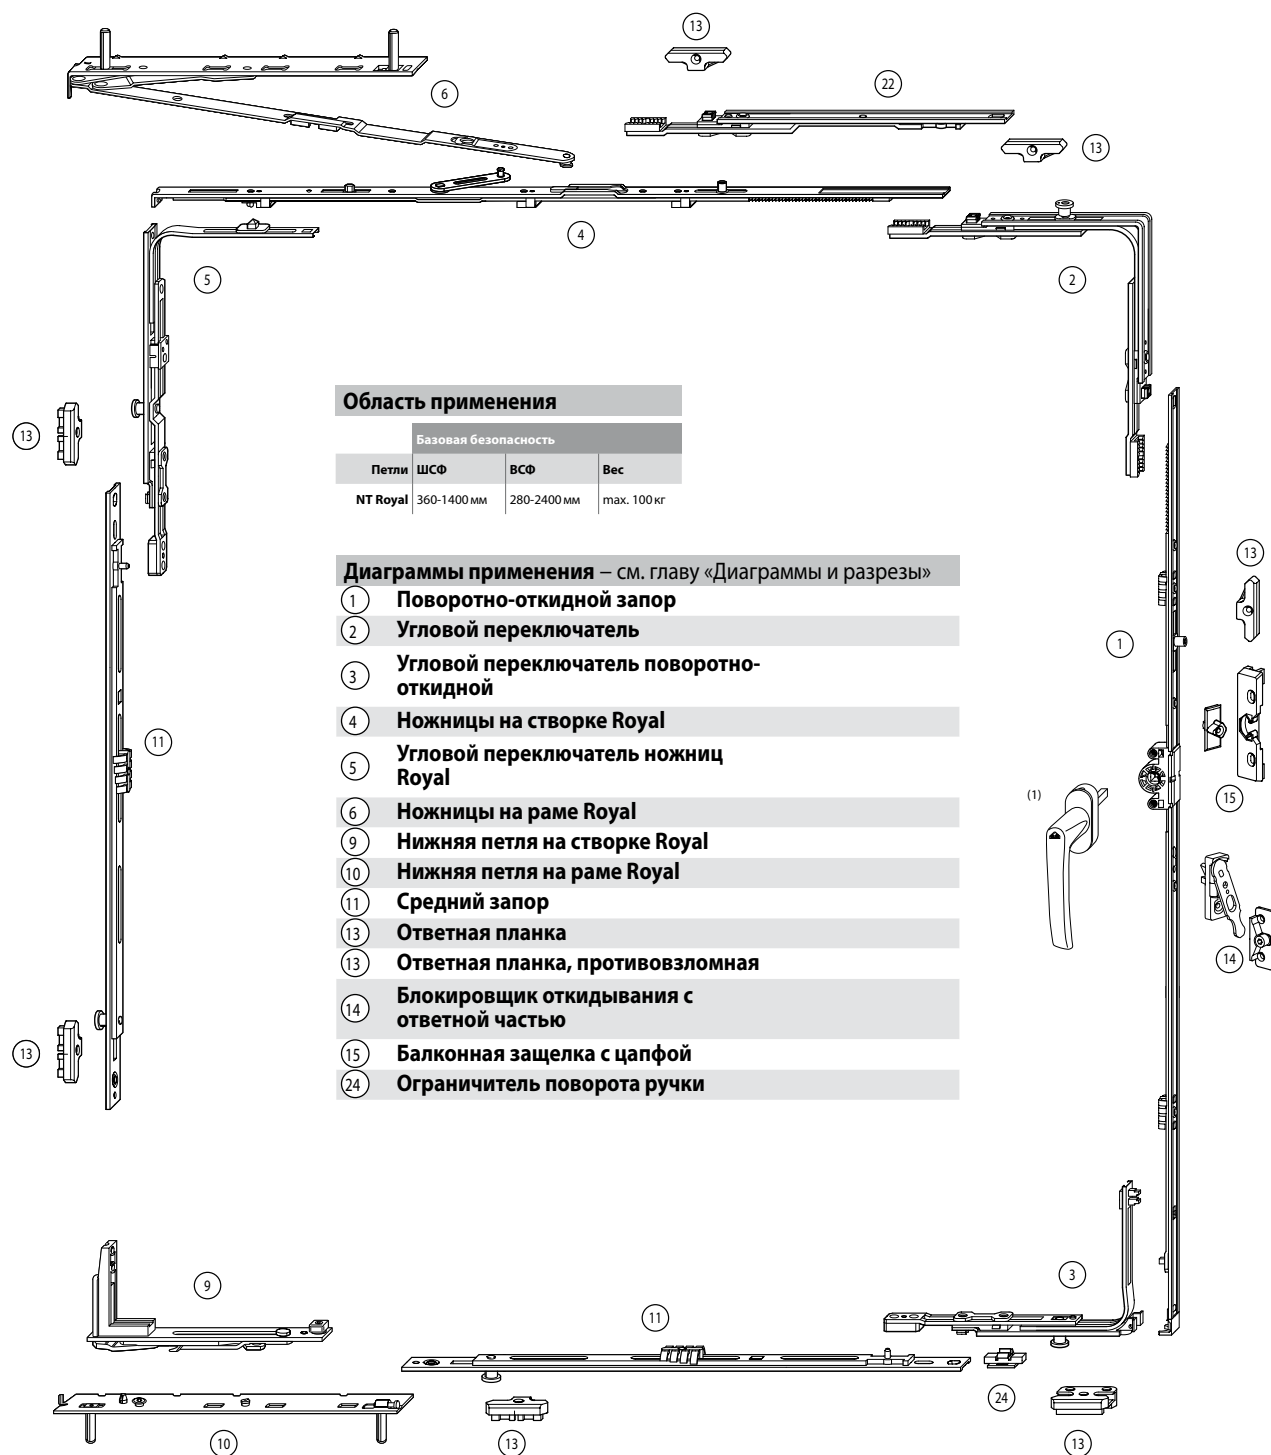 13
22
6
13
4
5
2
Область применения
Базовая безопасность
Петли ШСФ ВСФ Вес
NT Royal 360-1400 мм 280-2400 мм max. 100 кг
13
13
Диаграммы применения – см. главу «Диаграммы и разрезы»
1 Поворотно-откидной запор
2 Угловой переключатель
3 Угловой переключатель поворотно-
откидной
4 Ножницы на створке Royal
5 Угловой переключатель ножниц
Royal
6 Ножницы на раме Royal
9 Нижняя петля на створке Royal
10 Нижняя петля на раме Royal
11 Средний запор
13 Ответная планка
13 Ответная планка, противовзломная
14 Блокировщик откидывания с
ответной частью
15 Балконная защелка с цапфой
24 Ограничитель поворота ручки
1
11
(1)
15
14
13
9
3
11
24
10
13
13